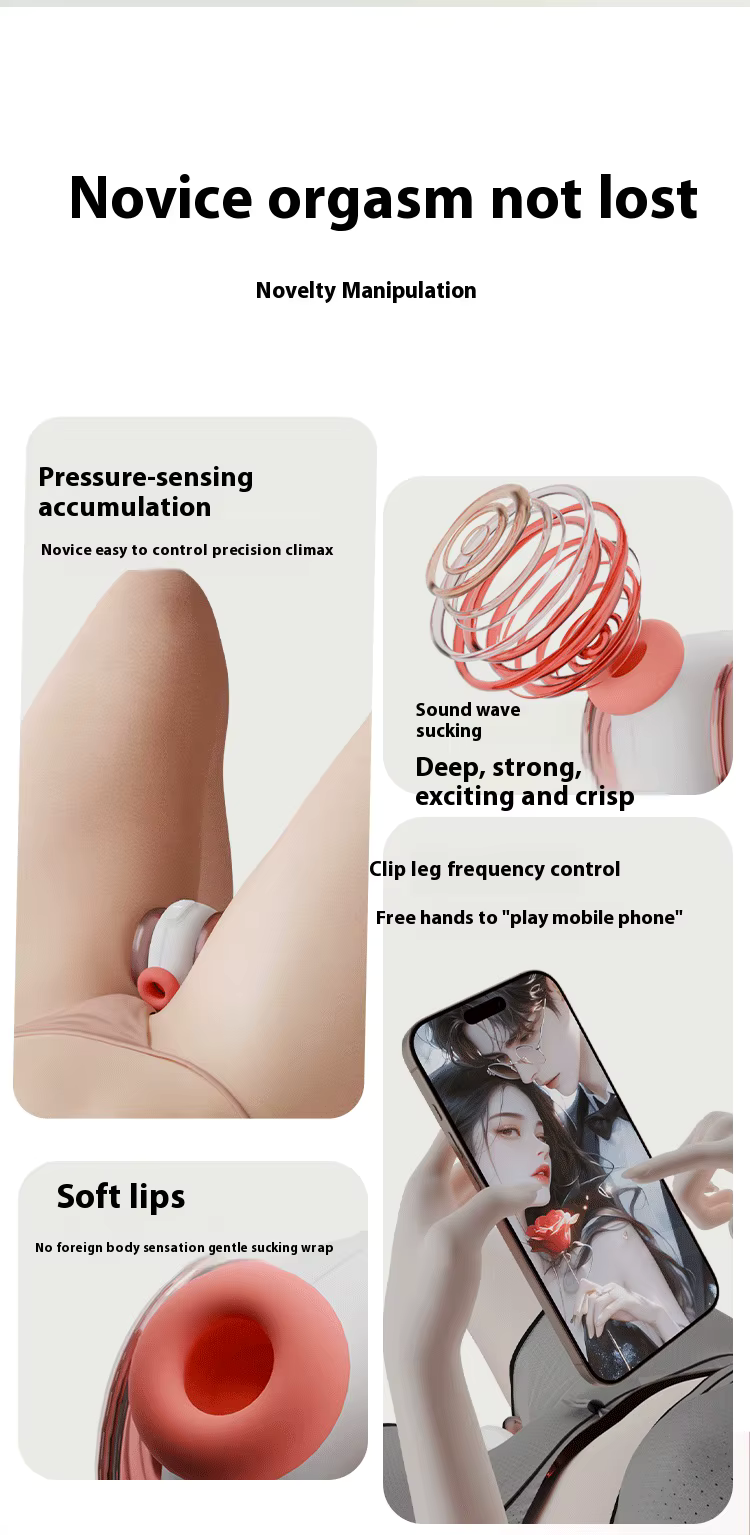 Novice orgasm not lost
Novelty Manipulation
Pressure-sensing
accumulation
Novice easy to control precision climax
Sound wave
sucking
Deep, strong,
exciting and crisp
Clip leg frequency control
Free hands to "play mobile phone"
Soft lips
No foreign body sensation gentle sucking wrap